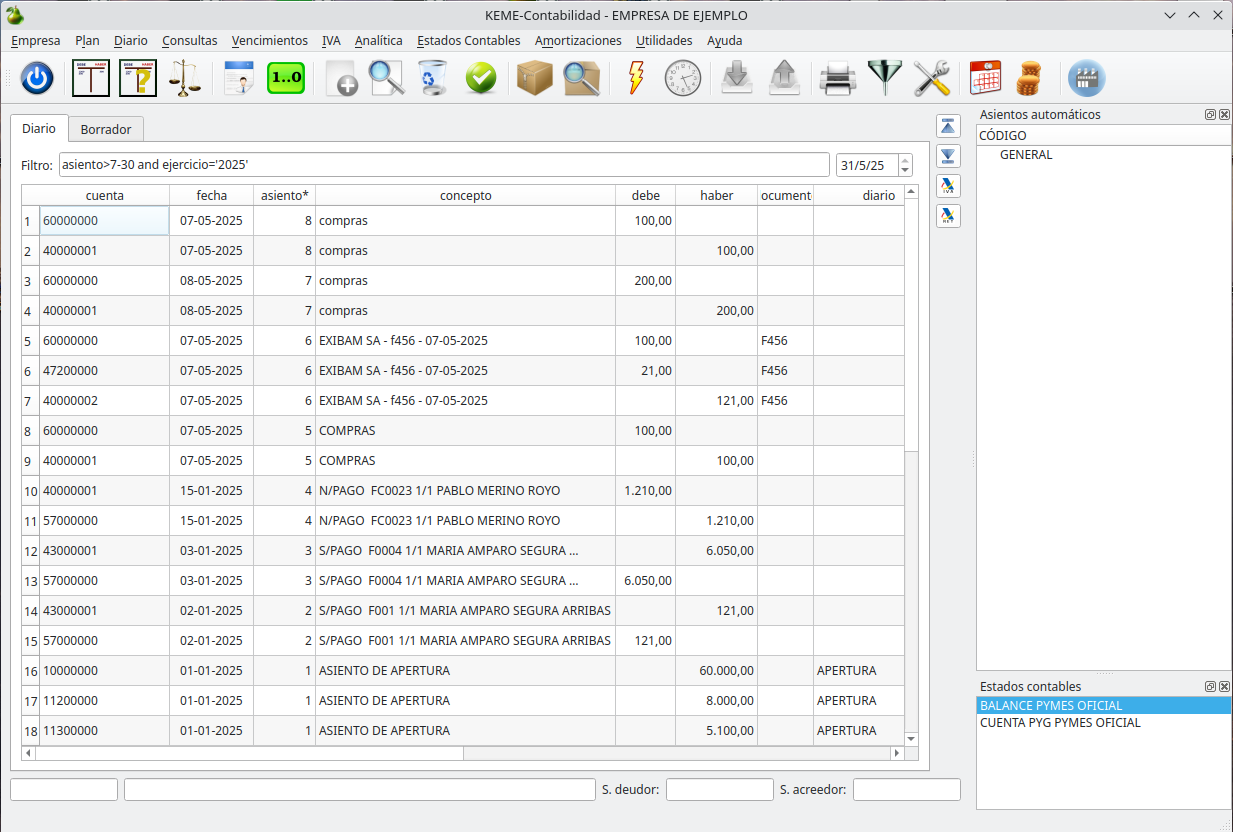 KEME-Contabilidad - EMPRESA DE EJEMPLO
Empresa Plan Diario Consultas Vencimientos IVA Analítica Estados Contables Amortizaciones Utilidades Ayuda
1..0
Diario Borrador
Filtro: asiento>7-30 and ejercicio='2025' 31/5/25
cuenta fecha asiento* concepto debe haber ocument diario
1 60000000 07-05-2025 8 compras 100,00
2 40000001 07-05-2025 8 compras 100,00
3 60000000 08-05-2025 7 compras 200,00
4 40000001 08-05-2025 7 compras 200,00
5 60000000 07-05-2025 6 EXIBAM SA - f456 - 07-05-2025 100,00 F456
6 47200000 07-05-2025 6 EXIBAM SA - f456 - 07-05-2025 21,00 F456
7 40000002 07-05-2025 6 EXIBAM SA - f456 - 07-05-2025 121,00 F456
8 60000000 07-05-2025 5 COMPRAS 100,00
9 40000001 07-05-2025 5 COMPRAS 100,00
10 40000001 15-01-2025 4 N/PAGO FC0023 1/1 PABLO MERINO ROYO 1.210,00
11 57000000 15-01-2025 4 N/PAGO FC0023 1/1 PABLO MERINO ROYO 1.210,00
12 43000001 03-01-2025 3 S/PAGO F0004 1/1 MARIA AMPARO SEGURA ... 6.050,00
13 57000000 03-01-2025 3 S/PAGO F0004 1/1 MARIA AMPARO SEGURA ... 6.050,00
14 43000001 02-01-2025 2 S/PAGO F001 1/1 MARIA AMPARO SEGURA ARRIBAS 121,00
15 57000000 02-01-2025 2 S/PAGO F001 1/1 MARIA AMPARO SEGURA ARRIBAS 121,00
16 10000000 01-01-2025 1 ASIENTO DE APERTURA 60.000,00 APERTURA
17 11200000 01-01-2025 1 ASIENTO DE APERTURA 8.000,00 APERTURA
18 11300000 01-01-2025 1 ASIENTO DE APERTURA 5.100,00 APERTURA
S. deudor: S. acreedor:
Asientos automáticos
CÓDIGO
GENERAL
Estados contables
BALANCE PYMES OFICIAL
CUENTA PYG PYMES OFICIAL